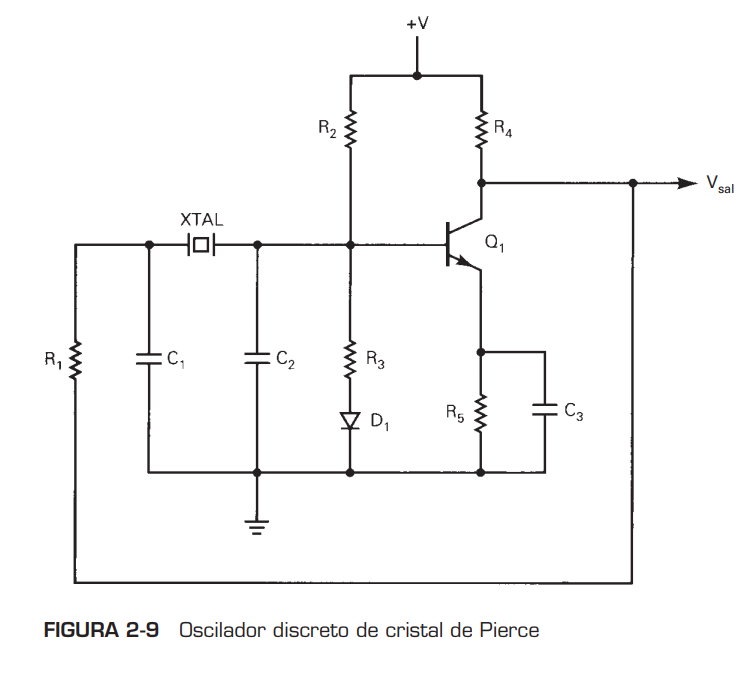 +V
R2
R4
Vsal
XTAL
Q1
R1
C1
C2
R3
D1
R5
C3
FIGURA 2-9 Oscilador discreto de cristal de Pierce